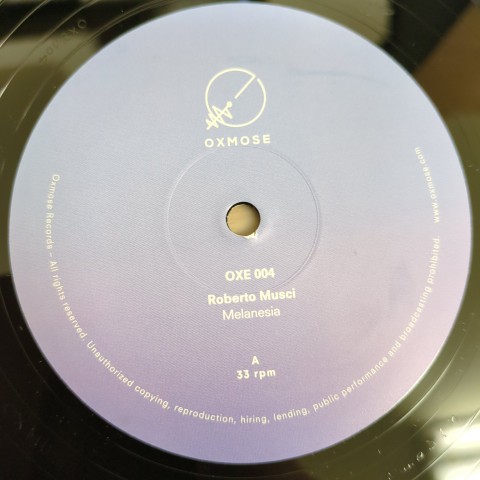 OXMOSE
OXE 004
Roberto Musci
Melanesia
A
33 rpm
Oxmose Records – All rights reserved. Unauthorized copying, reproduction, hiring, lending, public performance and broadcasting prohibited
www.oxmose.com